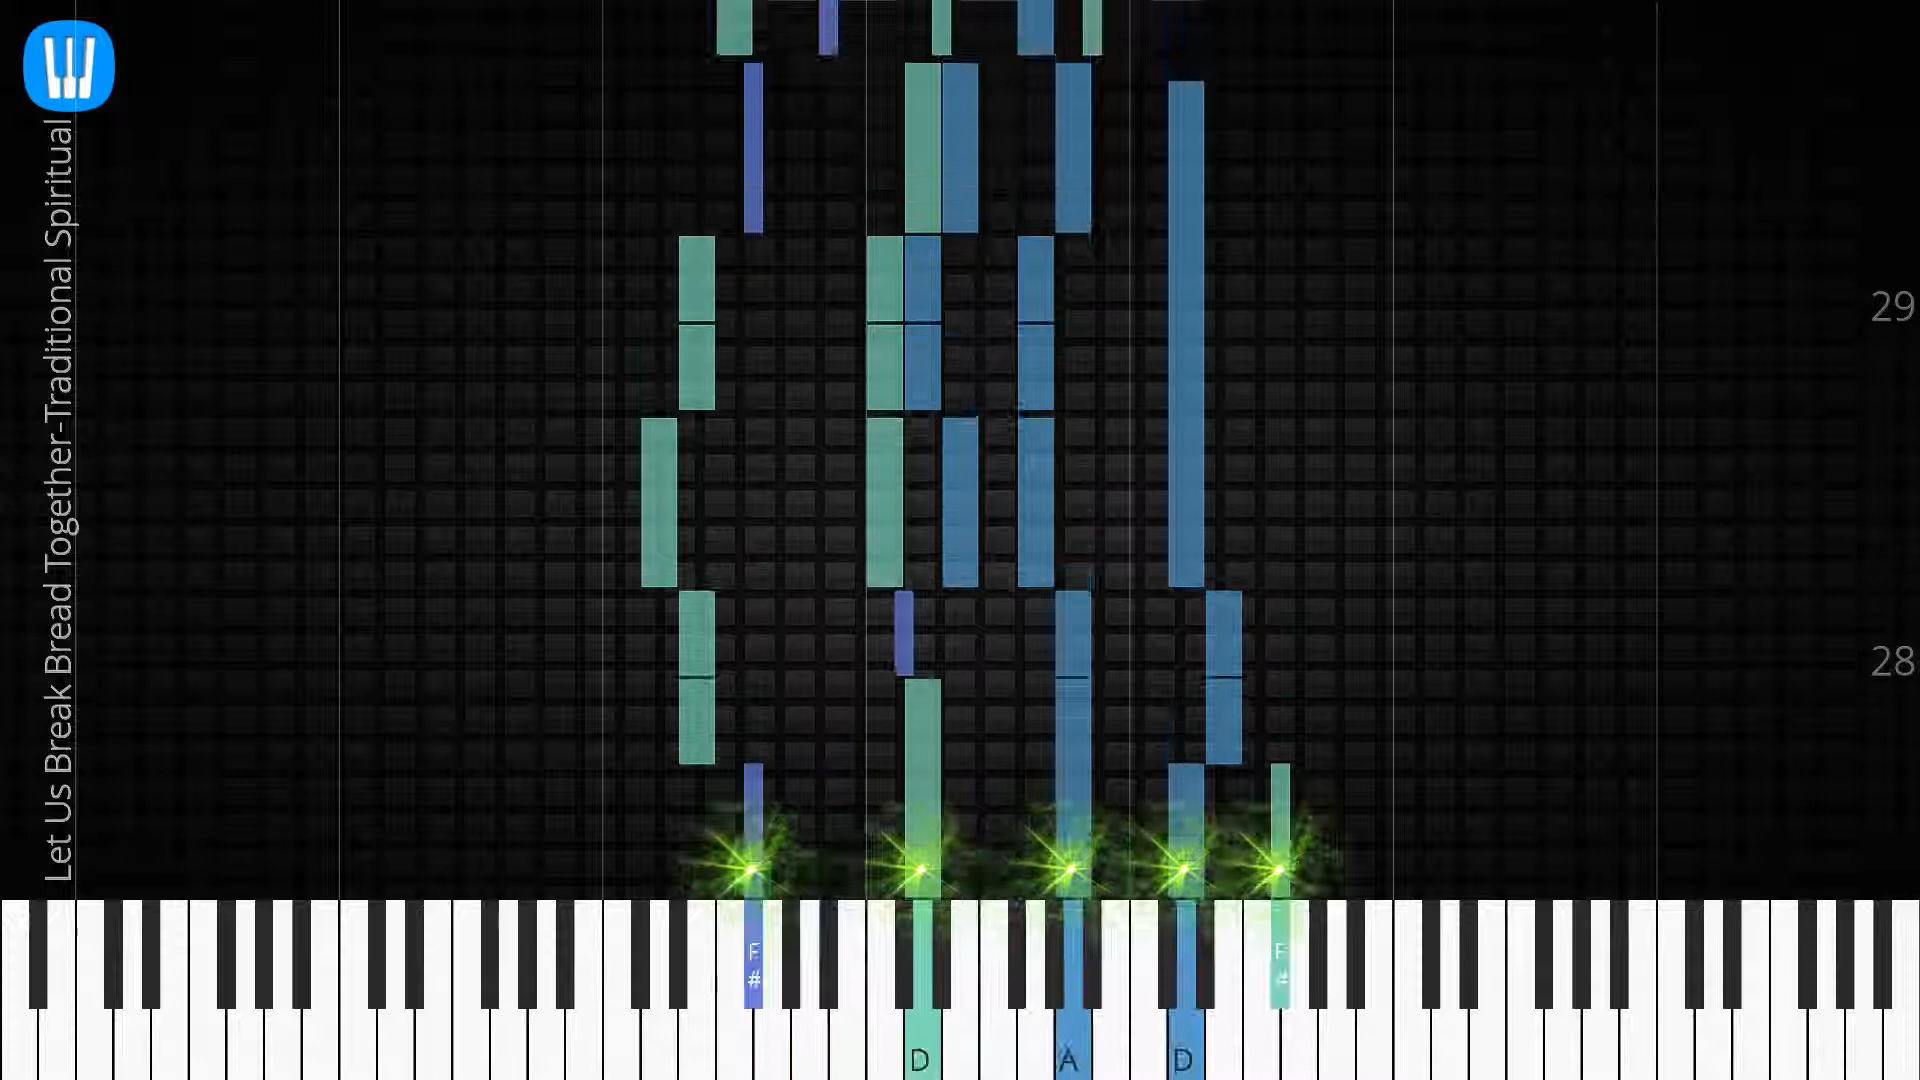 Let Us Break Bread Together-Traditional Spiritual
29
28
F
#
F
#
D
A
D